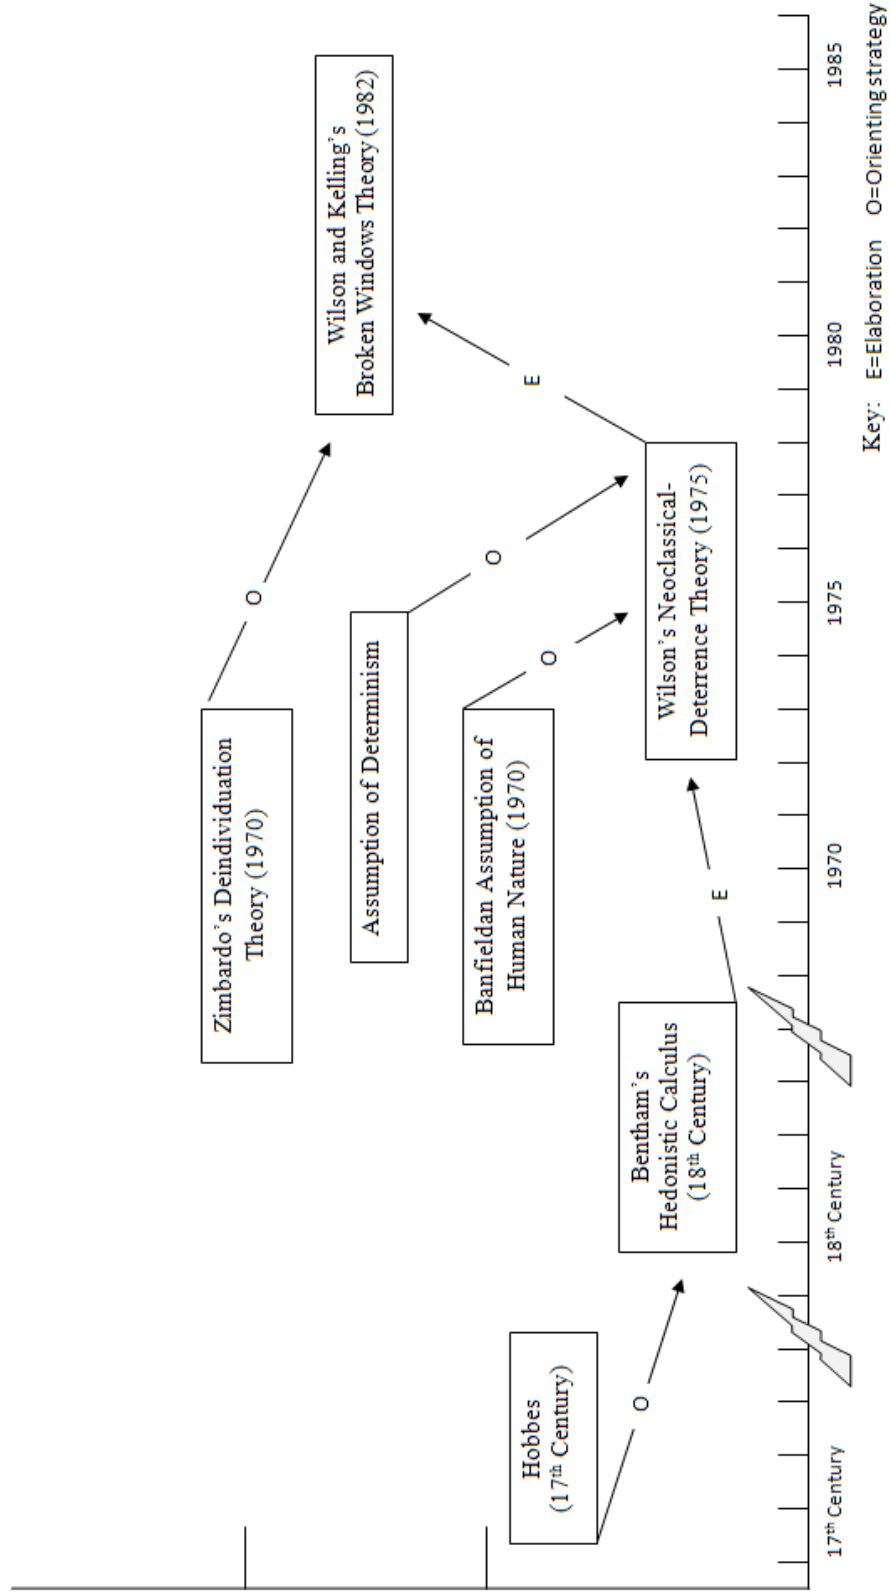 Zimbardo's Deindividuation
Theory (1970)
O
Wilson and Kelling's
Broken Windows Theory (1982)
Assumption of Determinism
O
E
Banfieldan Assumption of
Human Nature (1970)
O
Hobbes
(17th Century)
O
Bentham's
Hedonistic Calculus
(18th Century)
E
Wilson's Neoclassical-
Deterrence Theory (1975)
17th Century
18th Century
1970
1975
1980
1985
Key: E=Elaboration O=Orienting strategy